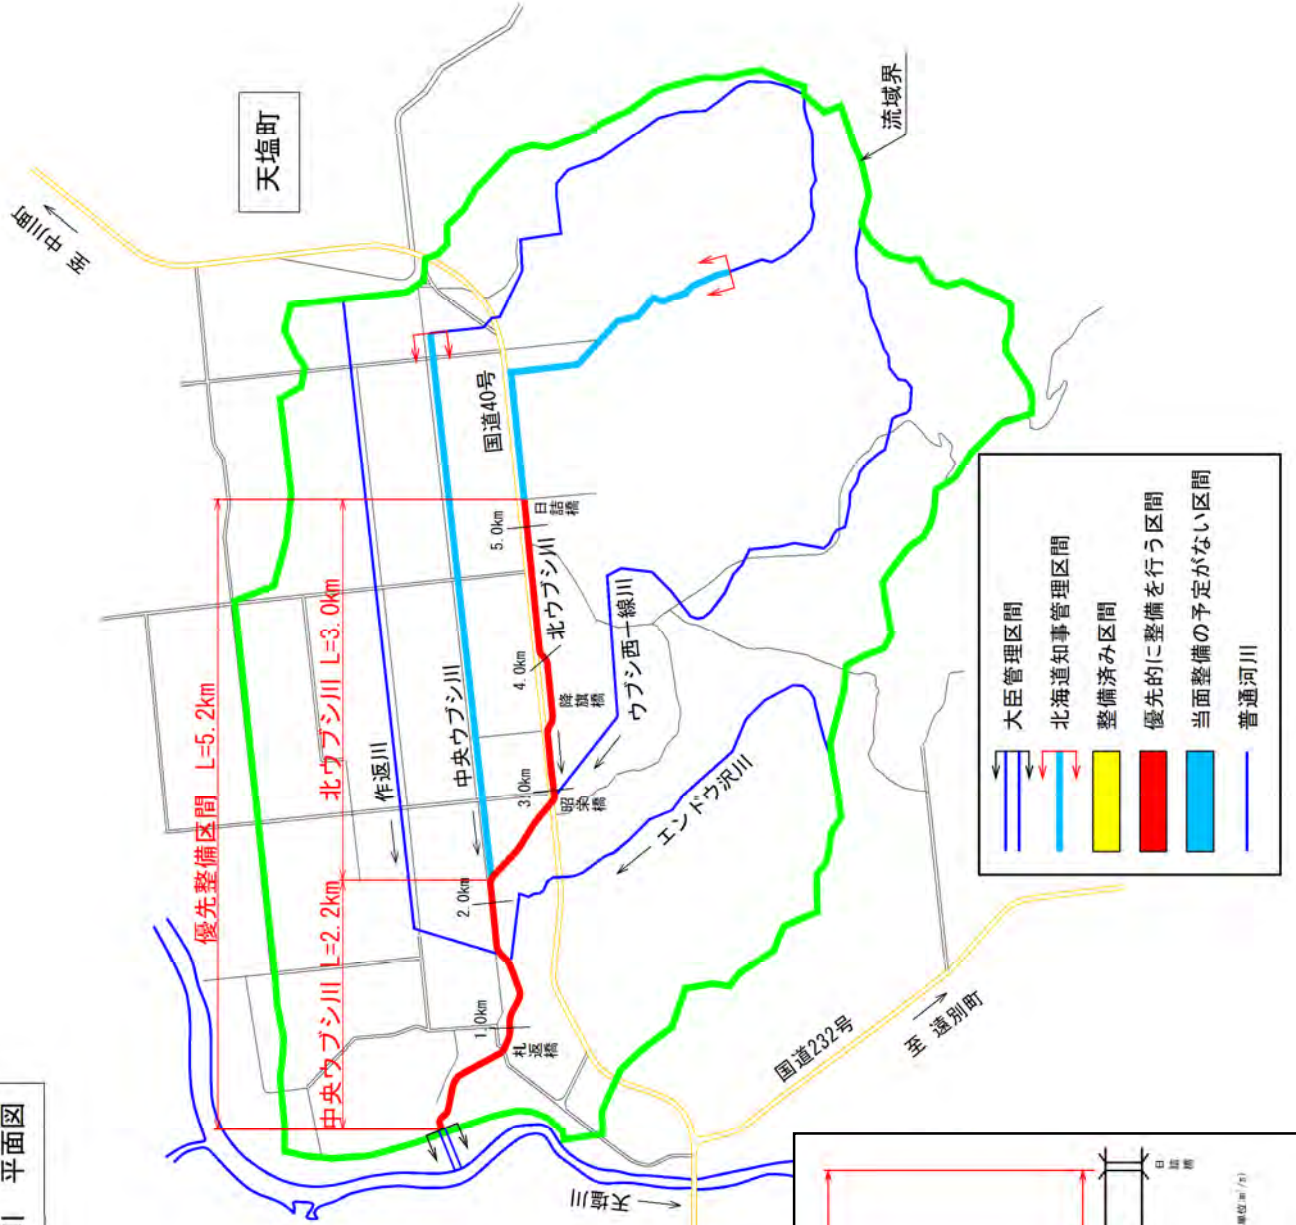 平面図
天塩町
至 中川町
流域界
優先整備区間 L=5.2km
中央ウブシ川 L=2.2km
北ウブシ川 L=3.0km
国道40号
作返川
中央ウブシ川
北ウブシ川
ウブシ西一線川
エンドウ沢川
日詰橋
5.0km
4.0km
降旗橋
3.0km
昭栄橋
2.0km
1.0km
札返橋
国道232号
至 遠別町
天塩川
大臣管理区間
北海道知事管理区間
整備済み区間
優先的に整備を行う区間
当面整備の予定がない区間
普通河川
日詰橋